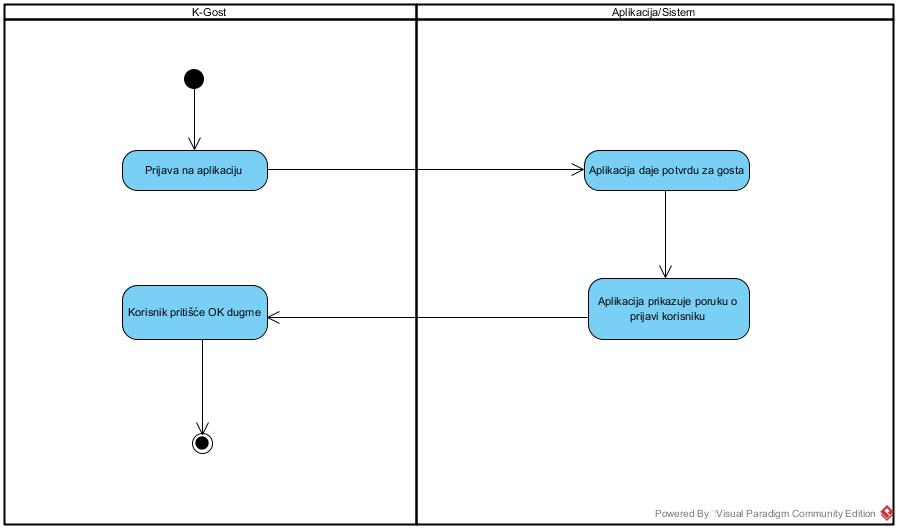 K-Gost
Aplikacija/Sistem
Prijava na aplikaciju
Aplikacija daje potvrdu za gosta
Aplikacija prikazuje poruku o
prijavi korisniku
Korisnik pritišće OK dugme
Powered By Visual Paradigm Community Edition